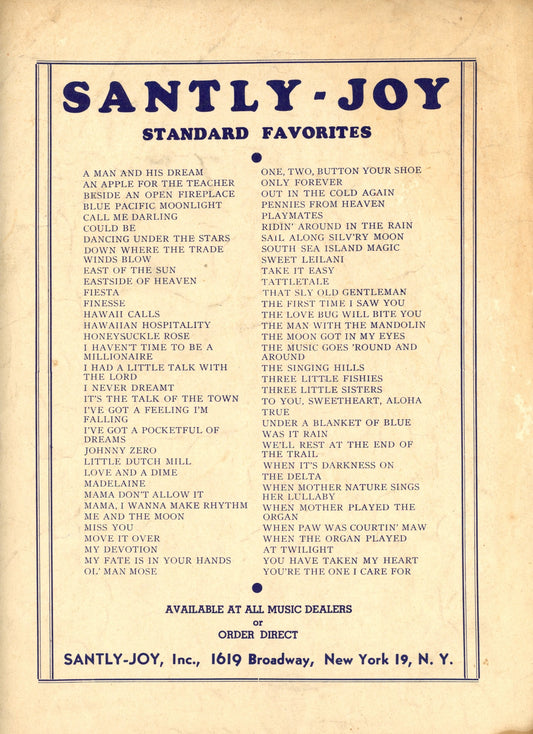 SANTLY-JOY
STANDARD FAVORITES
A MAN AND HIS DREAM
AN APPLE FOR THE TEACHER
BESIDE AN OPEN FIREPLACE
BLUE PACIFIC MOONLIGHT
CALL ME DARLING
COULD BE
DANCING UNDER THE STARS
DOWN WHERE THE TRADE
WINDS BLOW
EAST OF THE SUN
EASTSIDE OF HEAVEN
FIESTA
FINESSE
HAWAII CALLS
HAWAIIAN HOSPITALITY
HONEYSUCKLE ROSE
I HAVEN'T TIME TO BE A
MILLIONAIRE
I HAD A LITTLE TALK WITH
THE LORD
I NEVER DREAMT
IT'S THE TALK OF THE TOWN
I'VE GOT A FEELING I'M
FALLING
I'VE GOT A POCKETFUL OF
DREAMS
JOHNNY ZERO
LITTLE DUTCH MILL
LOVE AND A DIME
MADELAINE
MAMA DON'T ALLOW IT
MAMA, I WANNA MAKE RHYTHM
ME AND THE MOON
MISS YOU
MOVE IT OVER
MY DEVOTION
MY FATE IS IN YOUR HANDS
OL' MAN MOSE
ONE, TWO, BUTTON YOUR SHOE
ONLY FOREVER
OUT IN THE COLD AGAIN
PENNIES FROM HEAVEN
PLAYMATES
RIDIN' AROUND IN THE RAIN
SAIL ALONG SILV'RY MOON
SOUTH SEA ISLAND MAGIC
SWEET LEILANI
TAKE IT EASY
TATTLETALE
THAT SLY OLD GENTLEMAN
THE FIRST TIME I SAW YOU
THE LOVE BUG WILL BITE YOU
THE MAN WITH THE MANDOLIN
THE MOON GOT IN MY EYES
THE MUSIC GOES 'ROUND AND
AROUND
THE SINGING HILLS
THREE LITTLE FISHIES
THREE LITTLE SISTERS
TO YOU, SWEETHEART, ALOHA
TRUE
UNDER A BLANKET OF BLUE
WAS IT RAIN
WE'LL REST AT THE END OF
THE TRAIL
WHEN IT'S DARKNESS ON
THE DELTA
WHEN MOTHER NATURE SINGS
HER LULLABY
WHEN MOTHER PLAYED THE
ORGAN
WHEN PAW WAS COURTIN' MAW
WHEN THE ORGAN PLAYED
AT TWILIGHT
YOU HAVE TAKEN MY HEART
YOU'RE THE ONE I CARE FOR
AVAILABLE AT ALL MUSIC DEALERS
or
ORDER DIRECT
SANTLY-JOY, Inc., 1619 Broadway, New York 19, N. Y.